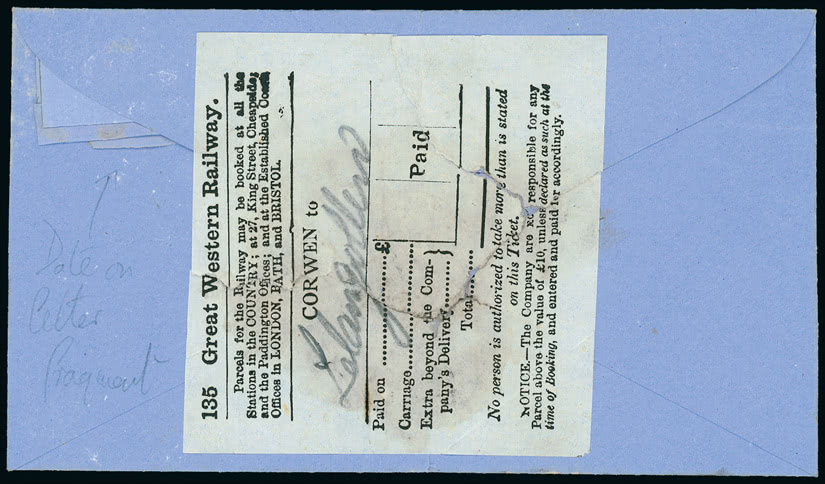 135 Great Western Railway.
Parcels for the Railway may be booked at all the
Stations in the COUNTRY; at 27, King Street, Cheapside;
and the Paddington Offices; and at the Established Coach
Offices in LONDON, BATH, and BRISTOL.
CORWEN to
Llangollen
Paid on ............ £
Carriage............
Extra beyond the Com-
pany's Delivery......... }
Total......
Paid
No person is authorized to take more than is stated
on this Ticket.
NOTICE.—The Company are not responsible for any
Parcel above the value of £10, unless declared as such at the
time of Booking, and entered and paid for accordingly.
Date on
letter
fragment